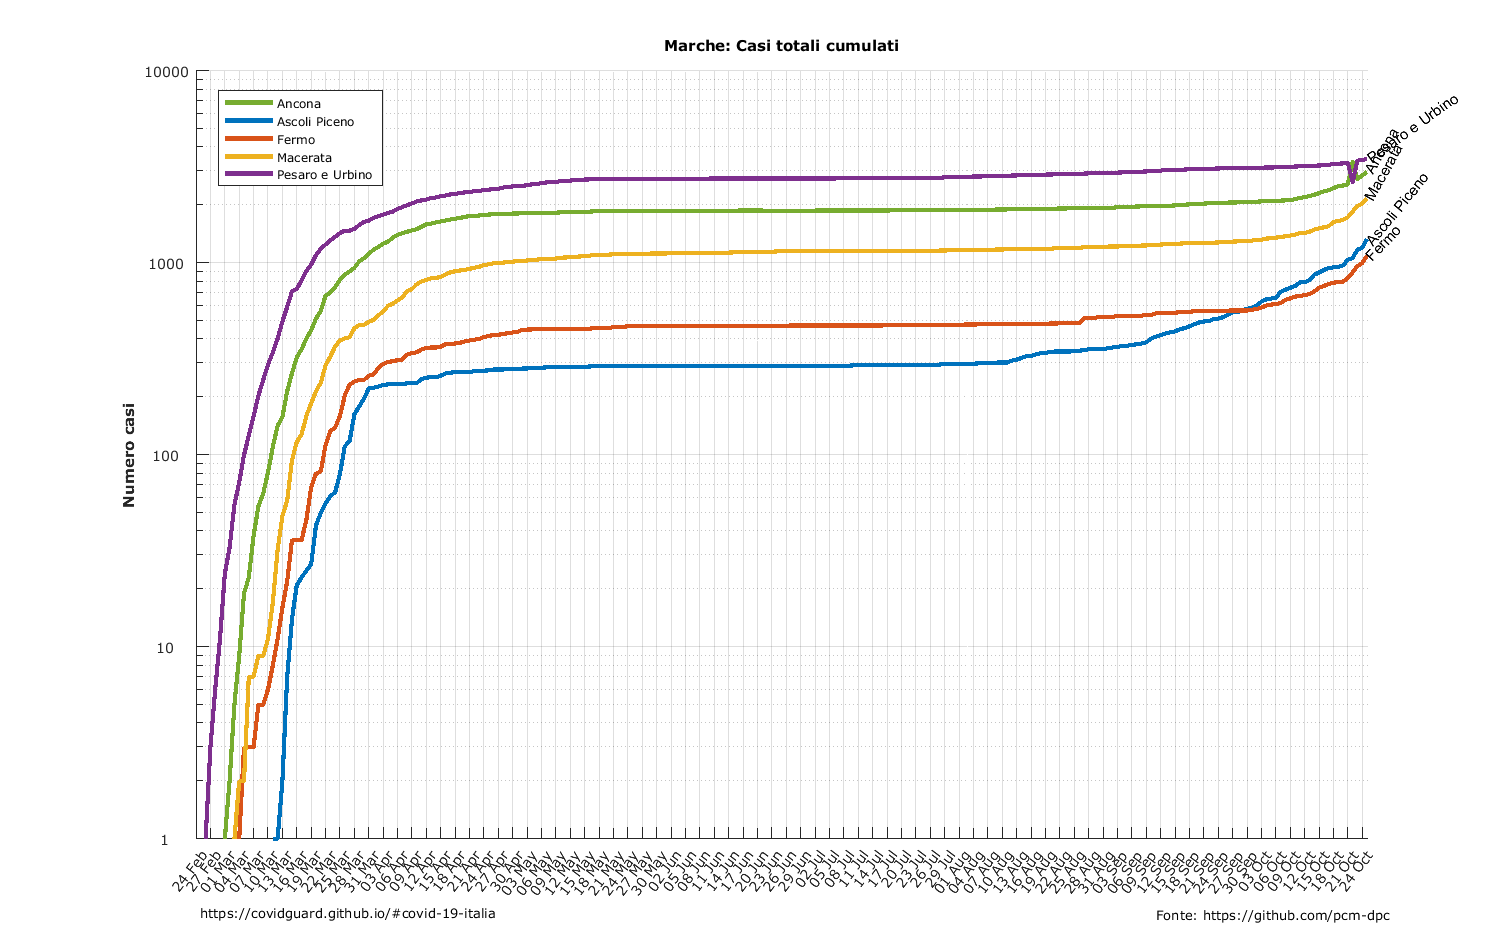 Marche: Casi totali cumulati
10000
1000
100
10
1
Numero casi
Ancona
Ascoli Piceno
Fermo
Macerata
Pesaro e Urbino
Pesaro e Urbino
Ancona
Macerata
Ascoli Piceno
Fermo
24 Feb
27 Feb
01 Mar
04 Mar
07 Mar
10 Mar
13 Mar
16 Mar
19 Mar
22 Mar
25 Mar
28 Mar
31 Mar
03 Apr
06 Apr
09 Apr
12 Apr
15 Apr
18 Apr
21 Apr
24 Apr
27 Apr
30 Apr
03 May
06 May
09 May
12 May
15 May
18 May
21 May
24 May
27 May
30 May
02 Jun
05 Jun
08 Jun
11 Jun
14 Jun
17 Jun
20 Jun
23 Jun
26 Jun
29 Jun
02 Jul
05 Jul
08 Jul
11 Jul
14 Jul
17 Jul
20 Jul
23 Jul
26 Jul
29 Jul
01 Aug
04 Aug
07 Aug
10 Aug
13 Aug
16 Aug
19 Aug
22 Aug
25 Aug
28 Aug
31 Aug
03 Sep
06 Sep
09 Sep
12 Sep
15 Sep
18 Sep
21 Sep
24 Sep
27 Sep
30 Sep
03 Oct
06 Oct
09 Oct
12 Oct
15 Oct
18 Oct
21 Oct
24 Oct
https://covidguard.github.io/#covid-19-italia
Fonte: https://github.com/pcm-dpc